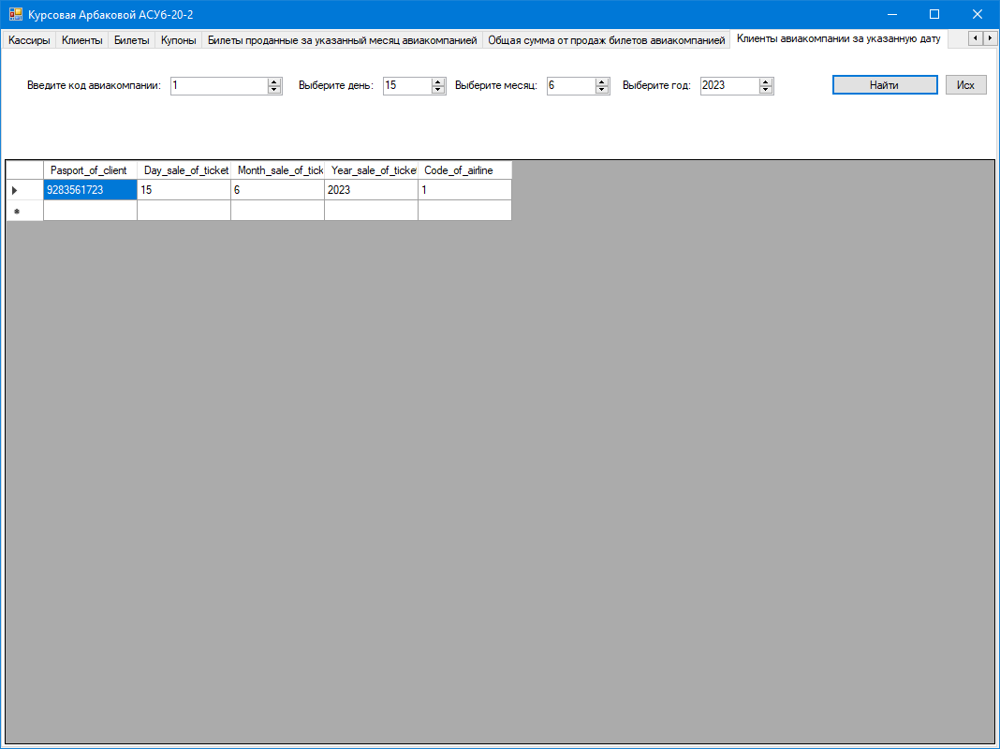 Курсовая Арбаковой АСУб-20-2
Кассиры Клиенты Билеты Купоны Билеты проданные за указанный месяц авиакомпанией Общая сумма от продаж билетов авиакомпанией Клиенты авиакомпании за указанную дату
Введите код авиакомпании: 1 Выберите день: 15 Выберите месяц: 6 Выберите год: 2023 Найти Исх
Pasport_of_client Day_sale_of_ticket Month_sale_of_tick Year_sale_of_ticket Code_of_airline
9283561723 15 6 2023 1